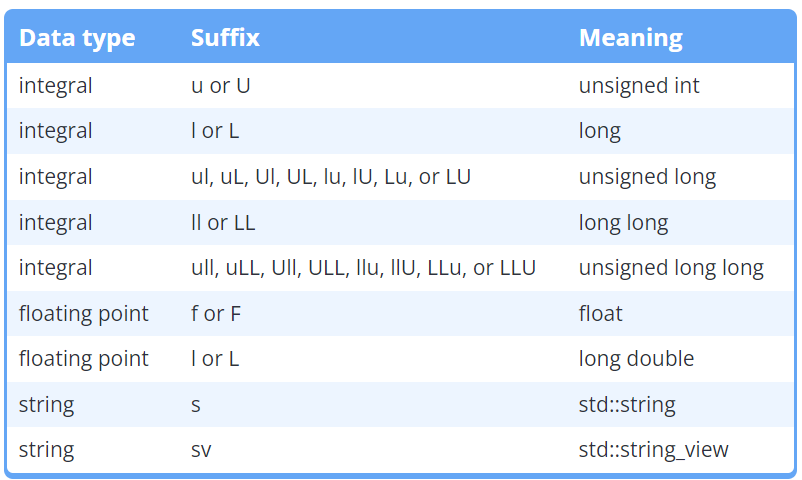 Data type Suffix Meaning
integral u or U unsigned int
integral l or L long
integral ul, uL, Ul, UL, lu, lU, Lu, or LU unsigned long
integral ll or LL long long
integral ull, uLL, Ull, ULL, llu, llU, LLu, or LLU unsigned long long
floating point f or F float
floating point l or L long double
string s std::string
string sv std::string_view